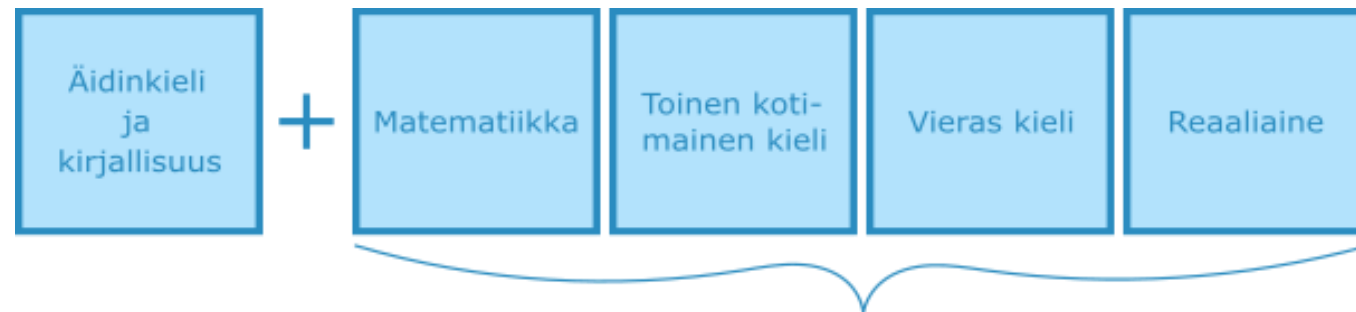 Äidinkieli
ja
kirjallisuus
+
Matematiikka
Toinen koti-
mainen kieli
Vieras kieli
Reaaliaine